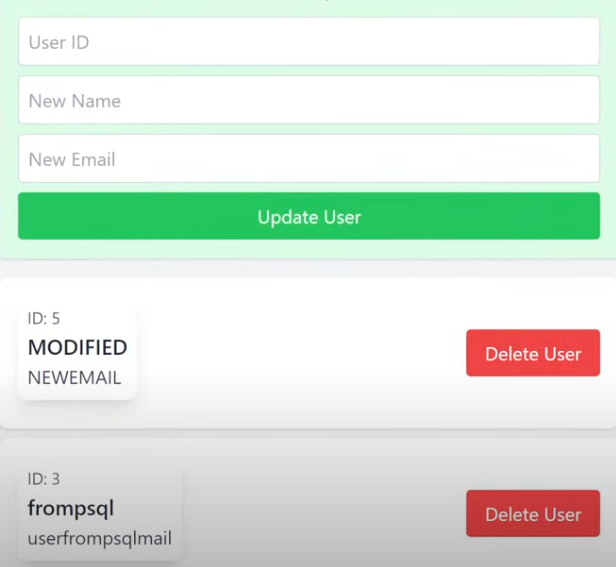 User ID
New Name
New Email
Update User
ID: 5
MODIFIED
NEWEMAIL
Delete User
ID: 3
frompsql
userfrompsqlmail
Delete User